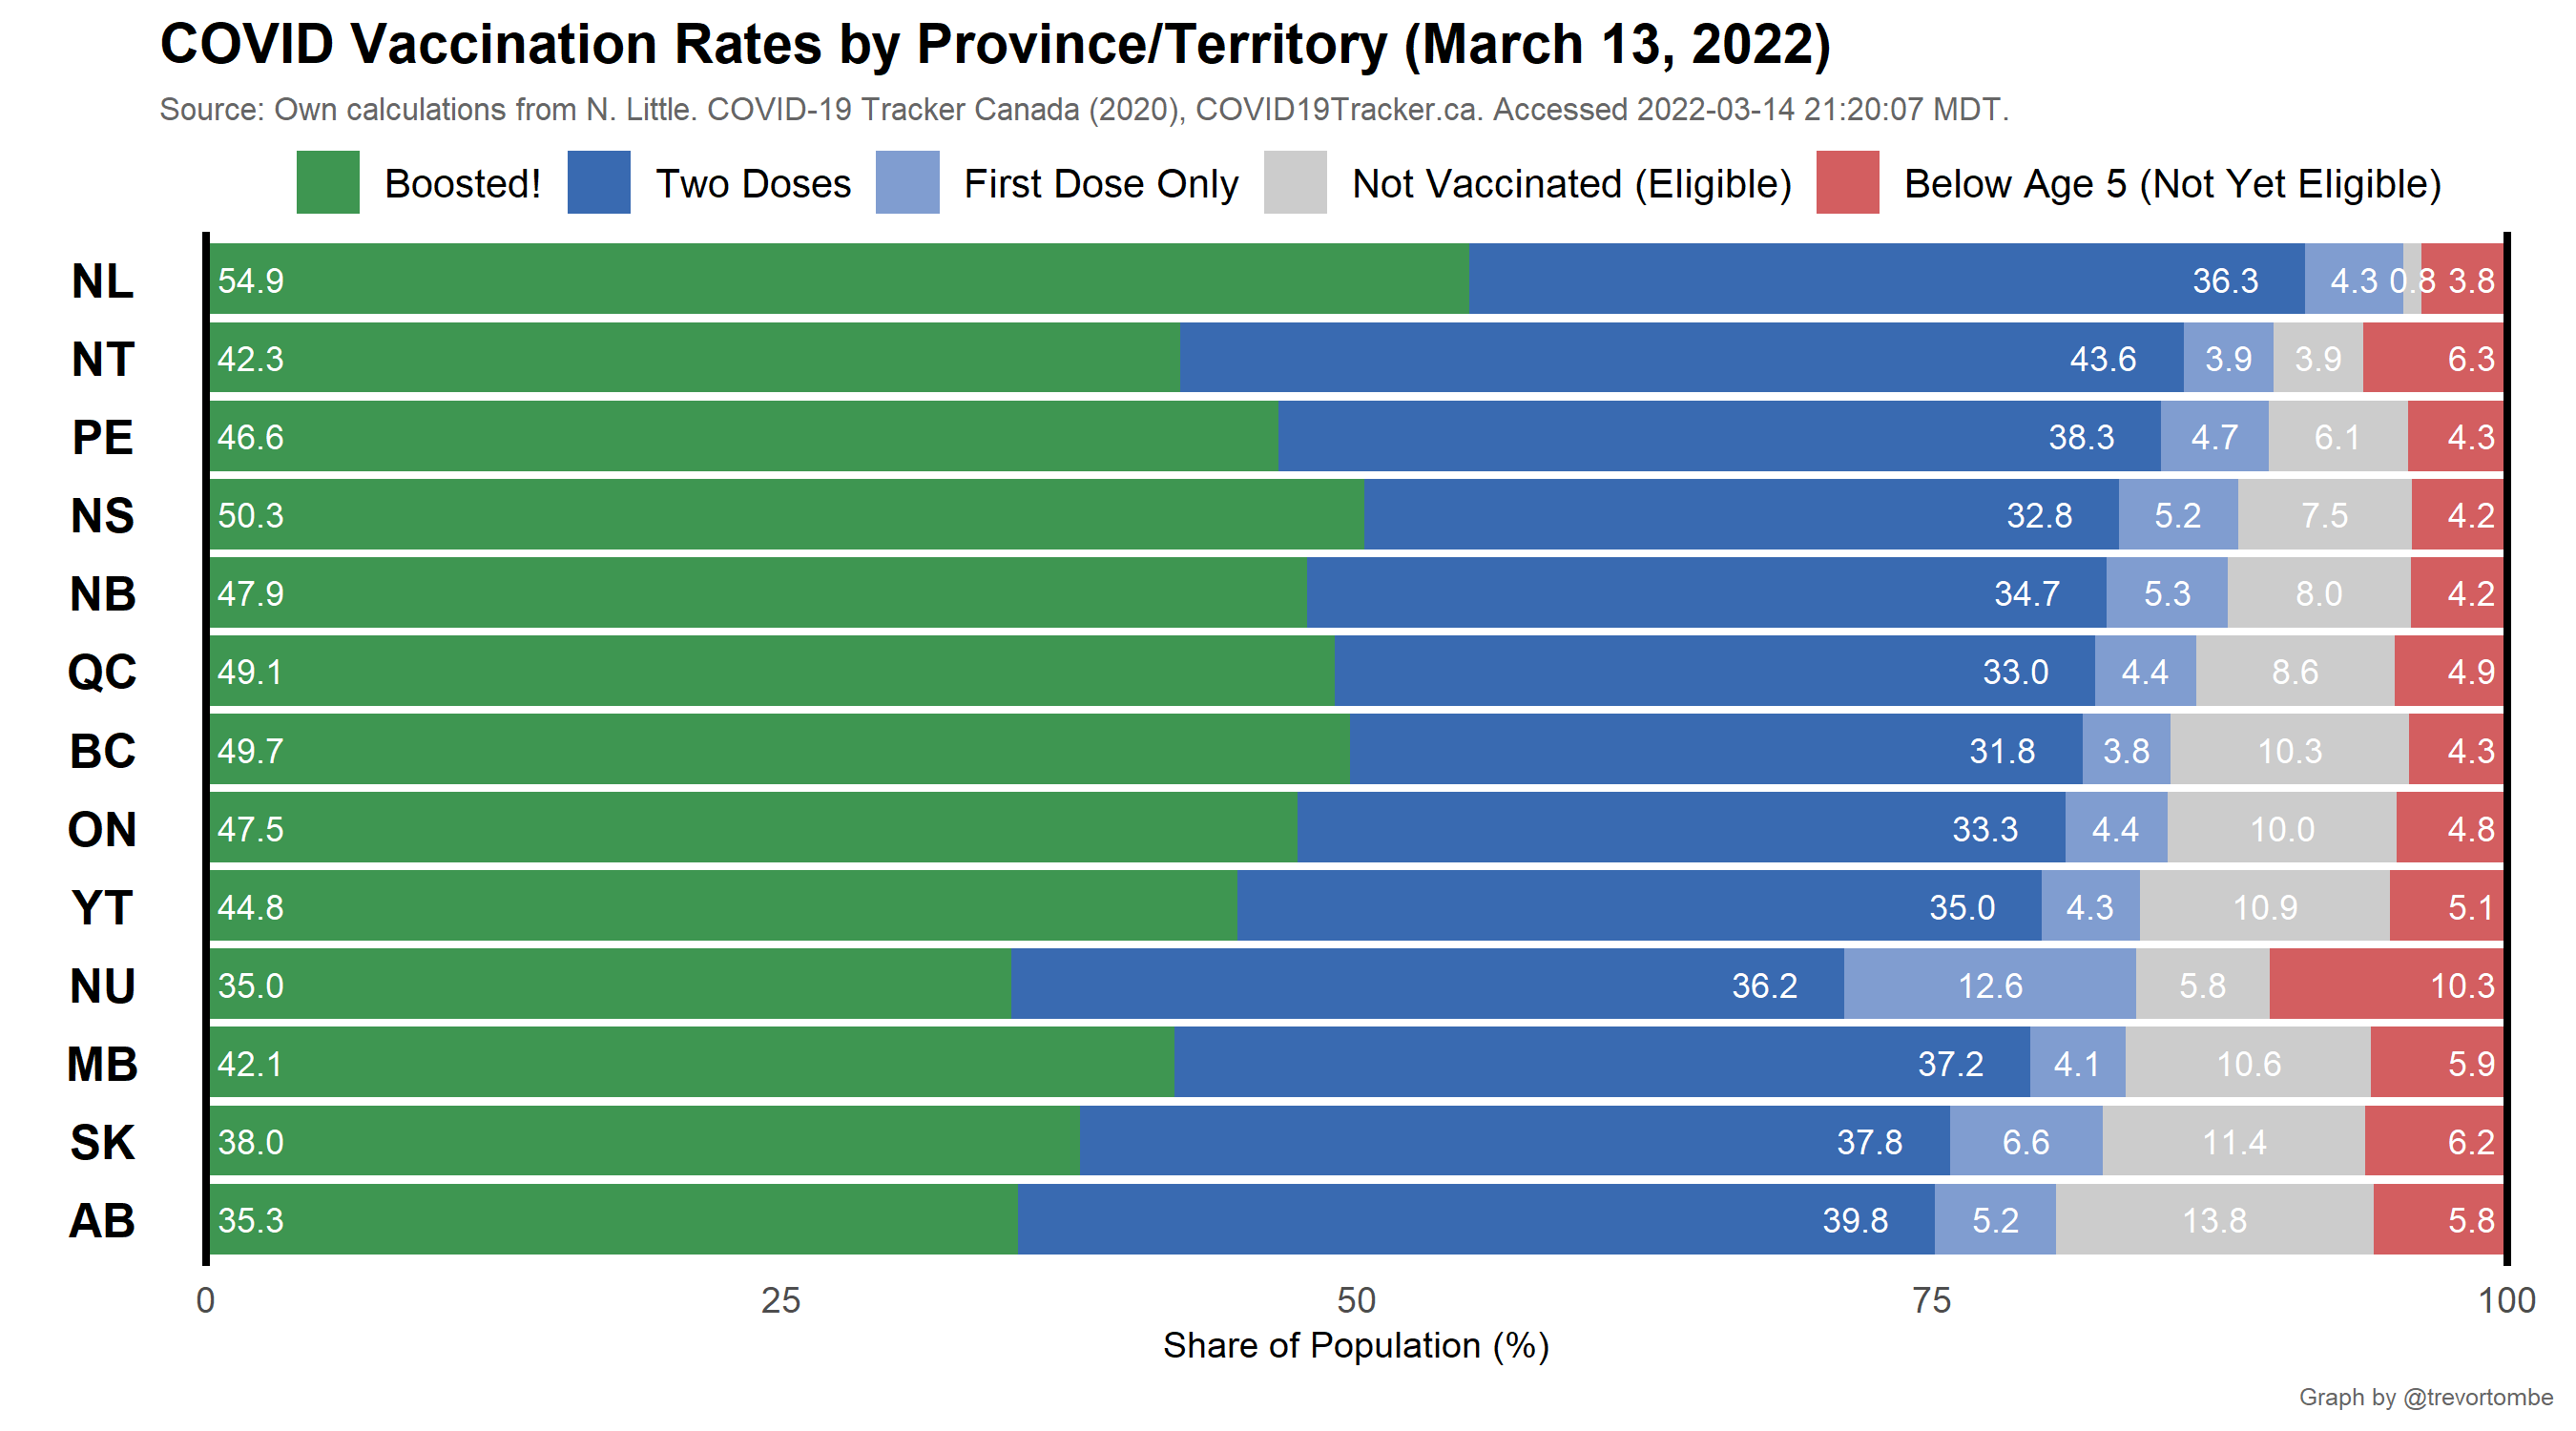 COVID Vaccination Rates by Province/Territory (March 13, 2022)
Source: Own calculations from N. Little. COVID-19 Tracker Canada (2020), COVID19Tracker.ca. Accessed 2022-03-14 21:20:07 MDT.
Boosted! Two Doses First Dose Only Not Vaccinated (Eligible) Below Age 5 (Not Yet Eligible)
NL 54.9 36.3 4.3 0.8 3.8
NT 42.3 43.6 3.9 3.9 6.3
PE 46.6 38.3 4.7 6.1 4.3
NS 50.3 32.8 5.2 7.5 4.2
NB 47.9 34.7 5.3 8.0 4.2
QC 49.1 33.0 4.4 8.6 4.9
BC 49.7 31.8 3.8 10.3 4.3
ON 47.5 33.3 4.4 10.0 4.8
YT 44.8 35.0 4.3 10.9 5.1
NU 35.0 36.2 12.6 5.8 10.3
MB 42.1 37.2 4.1 10.6 5.9
SK 38.0 37.8 6.6 11.4 6.2
AB 35.3 39.8 5.2 13.8 5.8
0 25 50 75 100
Share of Population (%)
Graph by @trevortombe